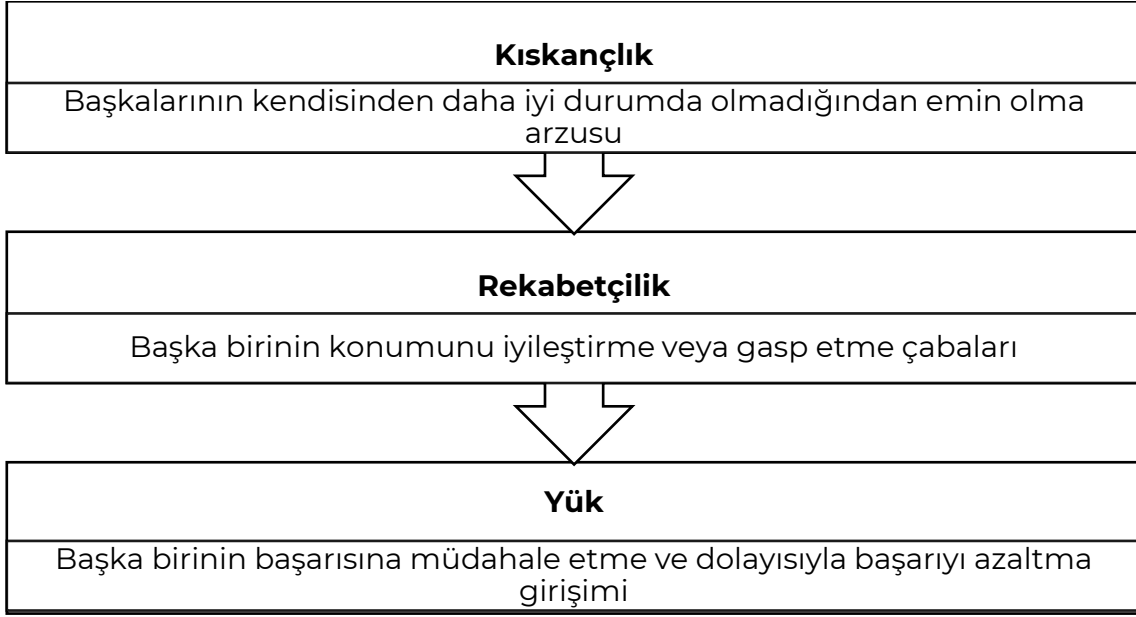 Kıskançlık
Başkalarının kendisinden daha iyi durumda olmadığından emin olma
arzusu
Rekabetçilik
Başka birinin konumunu iyileştirme veya gasp etme çabaları
Yük
Başka birinin başarısına müdahale etme ve dolayısıyla başarıyı azaltma
girişimi